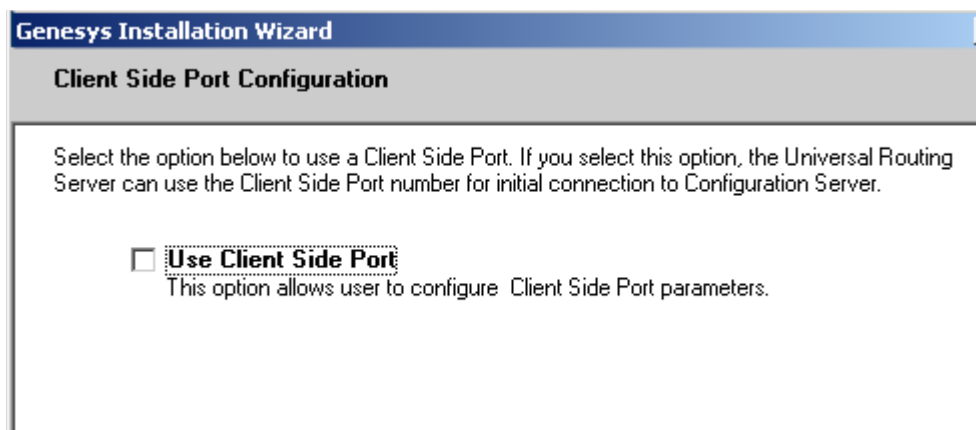 Genesys Installation Wizard
Client Side Port Configuration
Select the option below to use a Client Side Port. If you select this option, the Universal Routing
Server can use the Client Side Port number for initial connection to Configuration Server.
Use Client Side Port
This option allows user to configure  Client Side Port parameters.